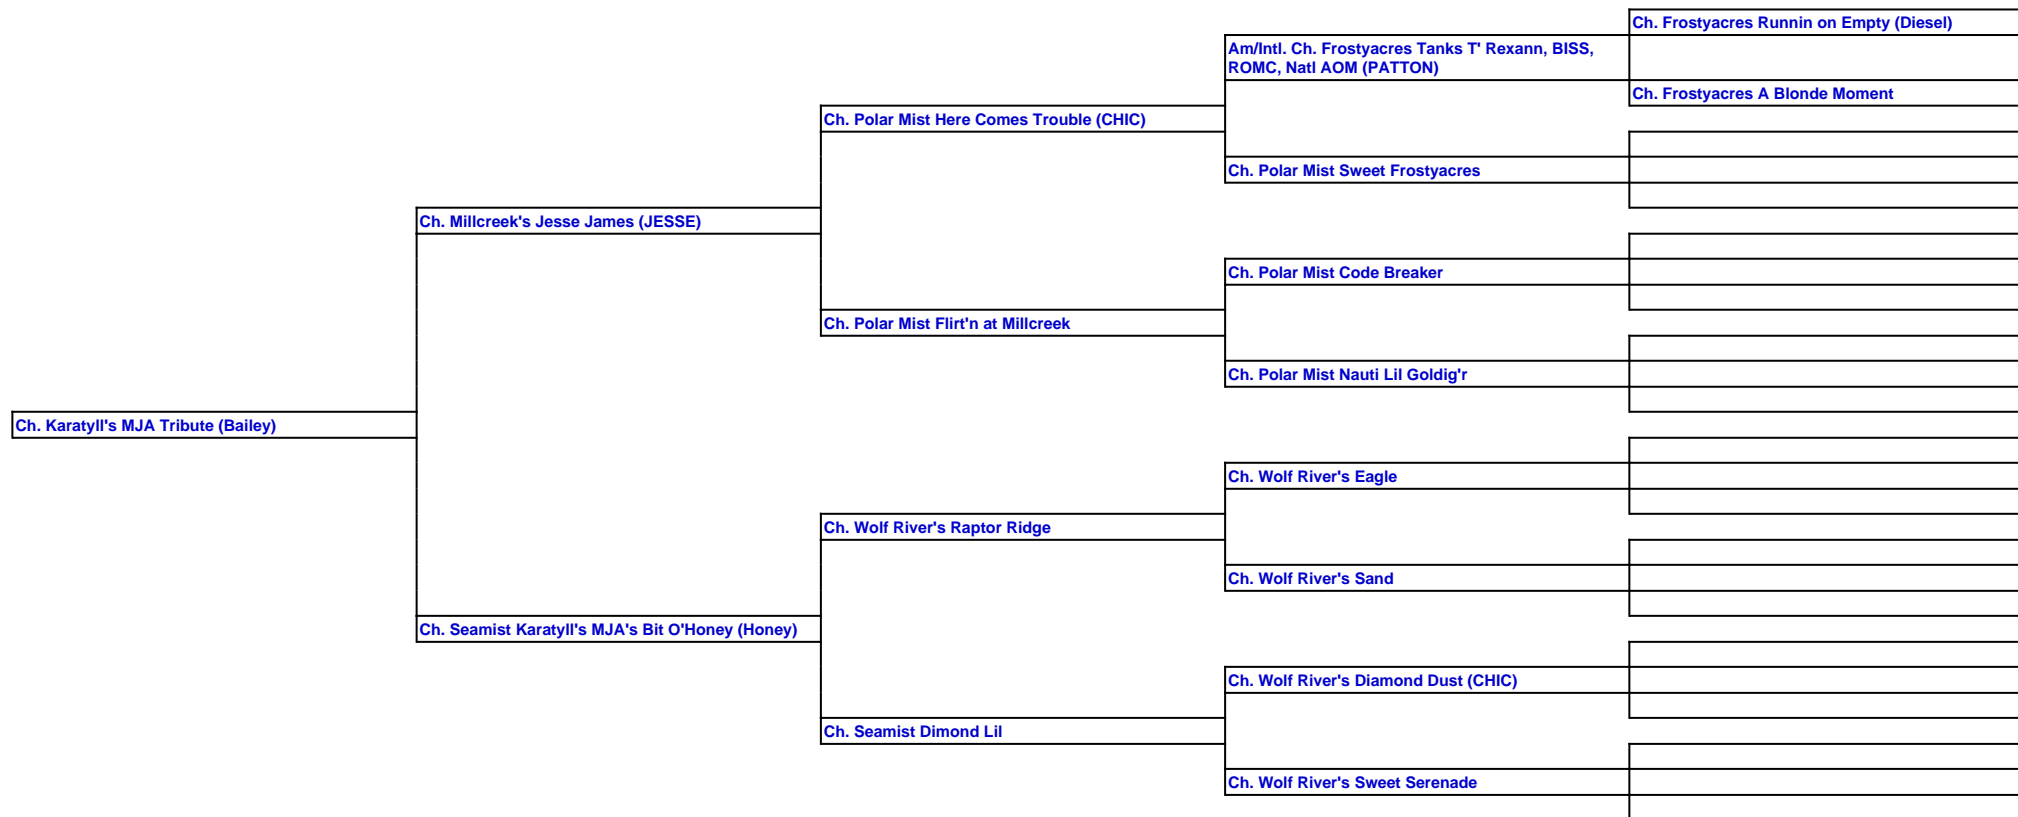 Ch. Frostyacres Runnin on Empty (Diesel)
Am/Intl. Ch. Frostyacres Tanks T' Rexann, BISS,
ROMC, Natl AOM (PATTON)
Ch. Frostyacres A Blonde Moment
Ch. Polar Mist Here Comes Trouble (CHIC)
Ch. Polar Mist Sweet Frostyacres
Ch. Millcreek's Jesse James (JESSE)
Ch. Polar Mist Code Breaker
Ch. Polar Mist Flirt'n at Millcreek
Ch. Polar Mist Nauti Lil Goldig'r
Ch. Karatyll's MJA Tribute (Bailey)
Ch. Wolf River's Eagle
Ch. Wolf River's Raptor Ridge
Ch. Wolf River's Sand
Ch. Seamist Karatyll's MJA's Bit O'Honey (Honey)
Ch. Wolf River's Diamond Dust (CHIC)
Ch. Seamist Dimond Lil
Ch. Wolf River's Sweet Serenade